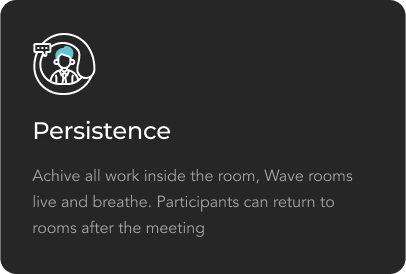 Persistence
Achive all work inside the room, Wave rooms
live and breathe. Participants can return to
rooms after the meeting